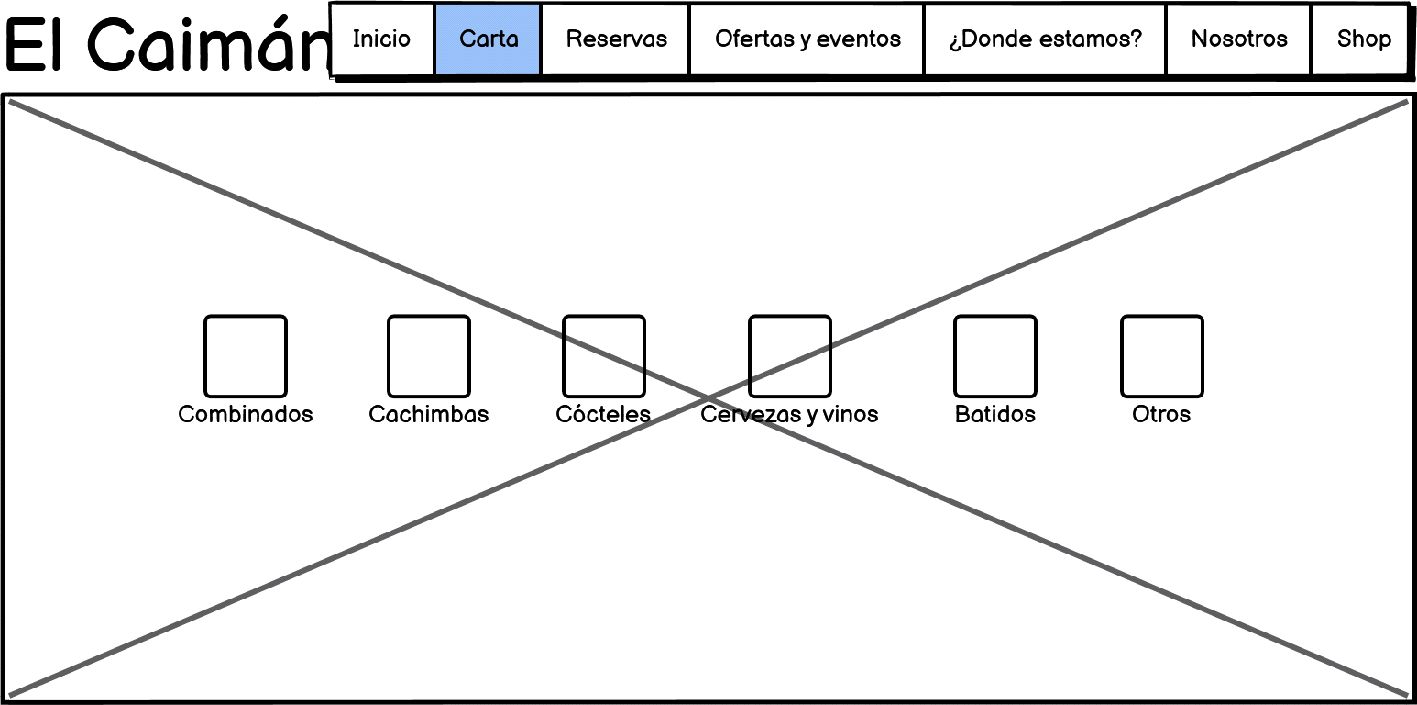 El Caimán
Inicio Carta Reservas Ofertas y eventos ¿Donde estamos? Nosotros Shop
Combinados Cachimbas Cócteles Cervezas y vinos Batidos Otros